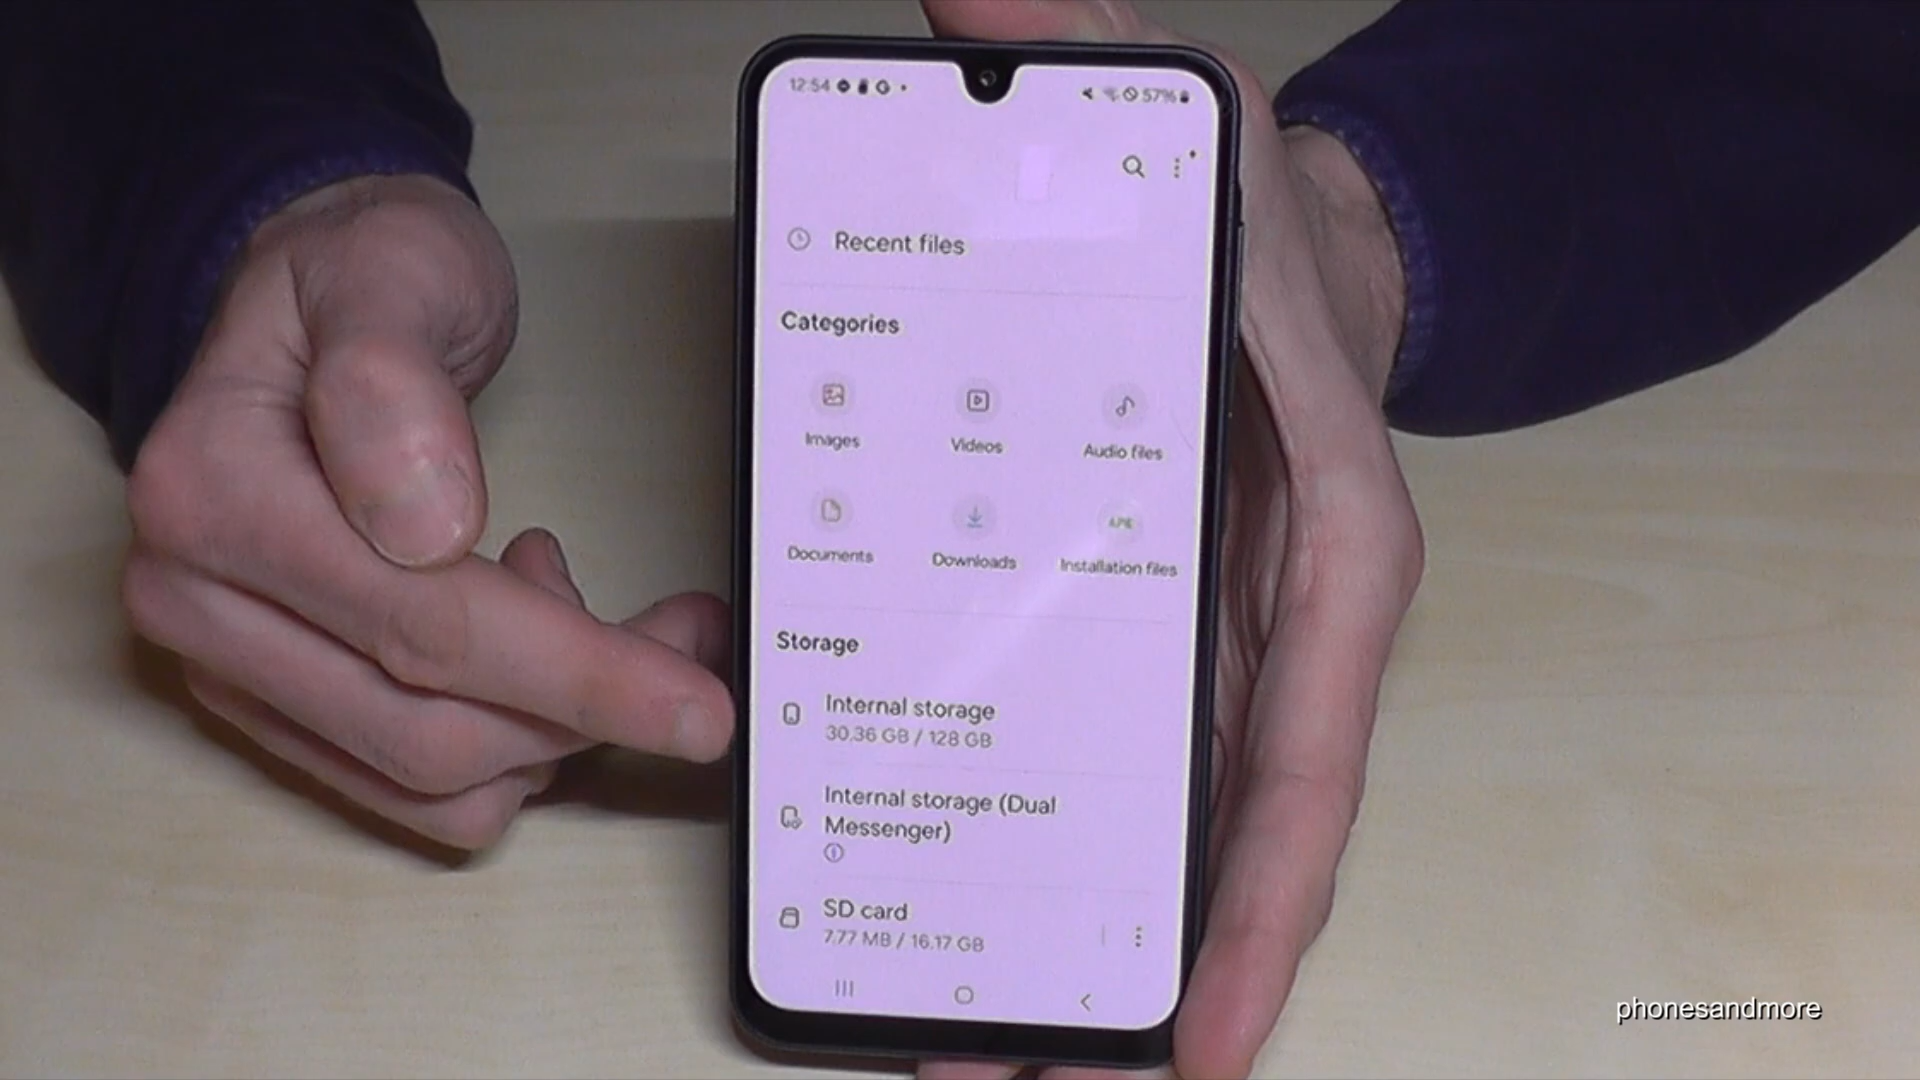 12:54
57%
Recent files
Categories
Images
Videos
Audio files
APK
Documents
Downloads
Installation files
Storage
Internal storage
30.36 GB / 128 GB
Internal storage (Dual
Messenger)
SD card
7.77 MB / 16.17 GB
phonesandmore